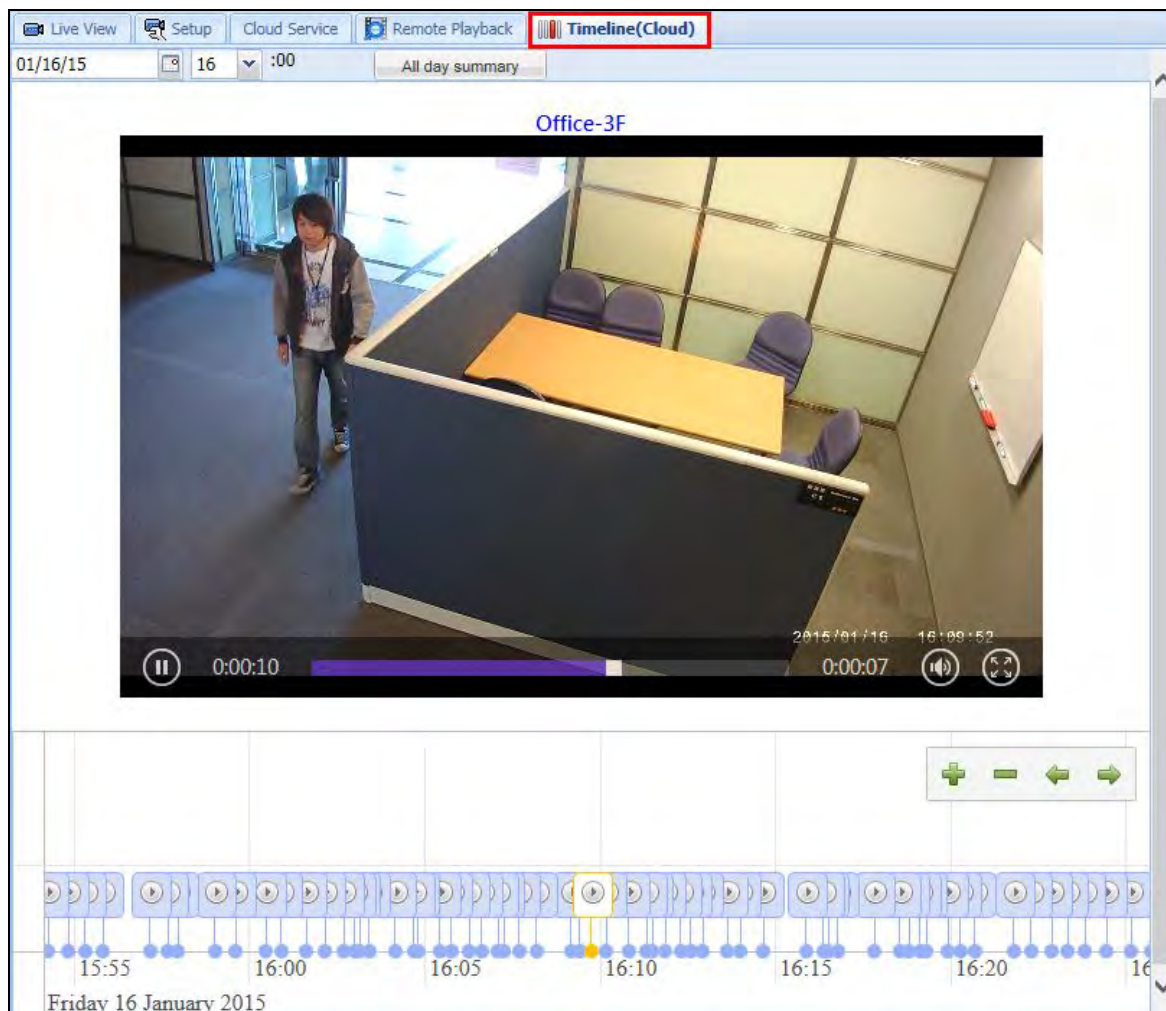 Live View Setup Cloud Service Remote Playback Timeline(Cloud)
01/16/15 16 :00 All day summary
Office-3F
2015/01/16 16:09:52
0:00:10 0:00:07
15:55 16:00 16:05 16:10 16:15 16:20
Friday 16 January 2015